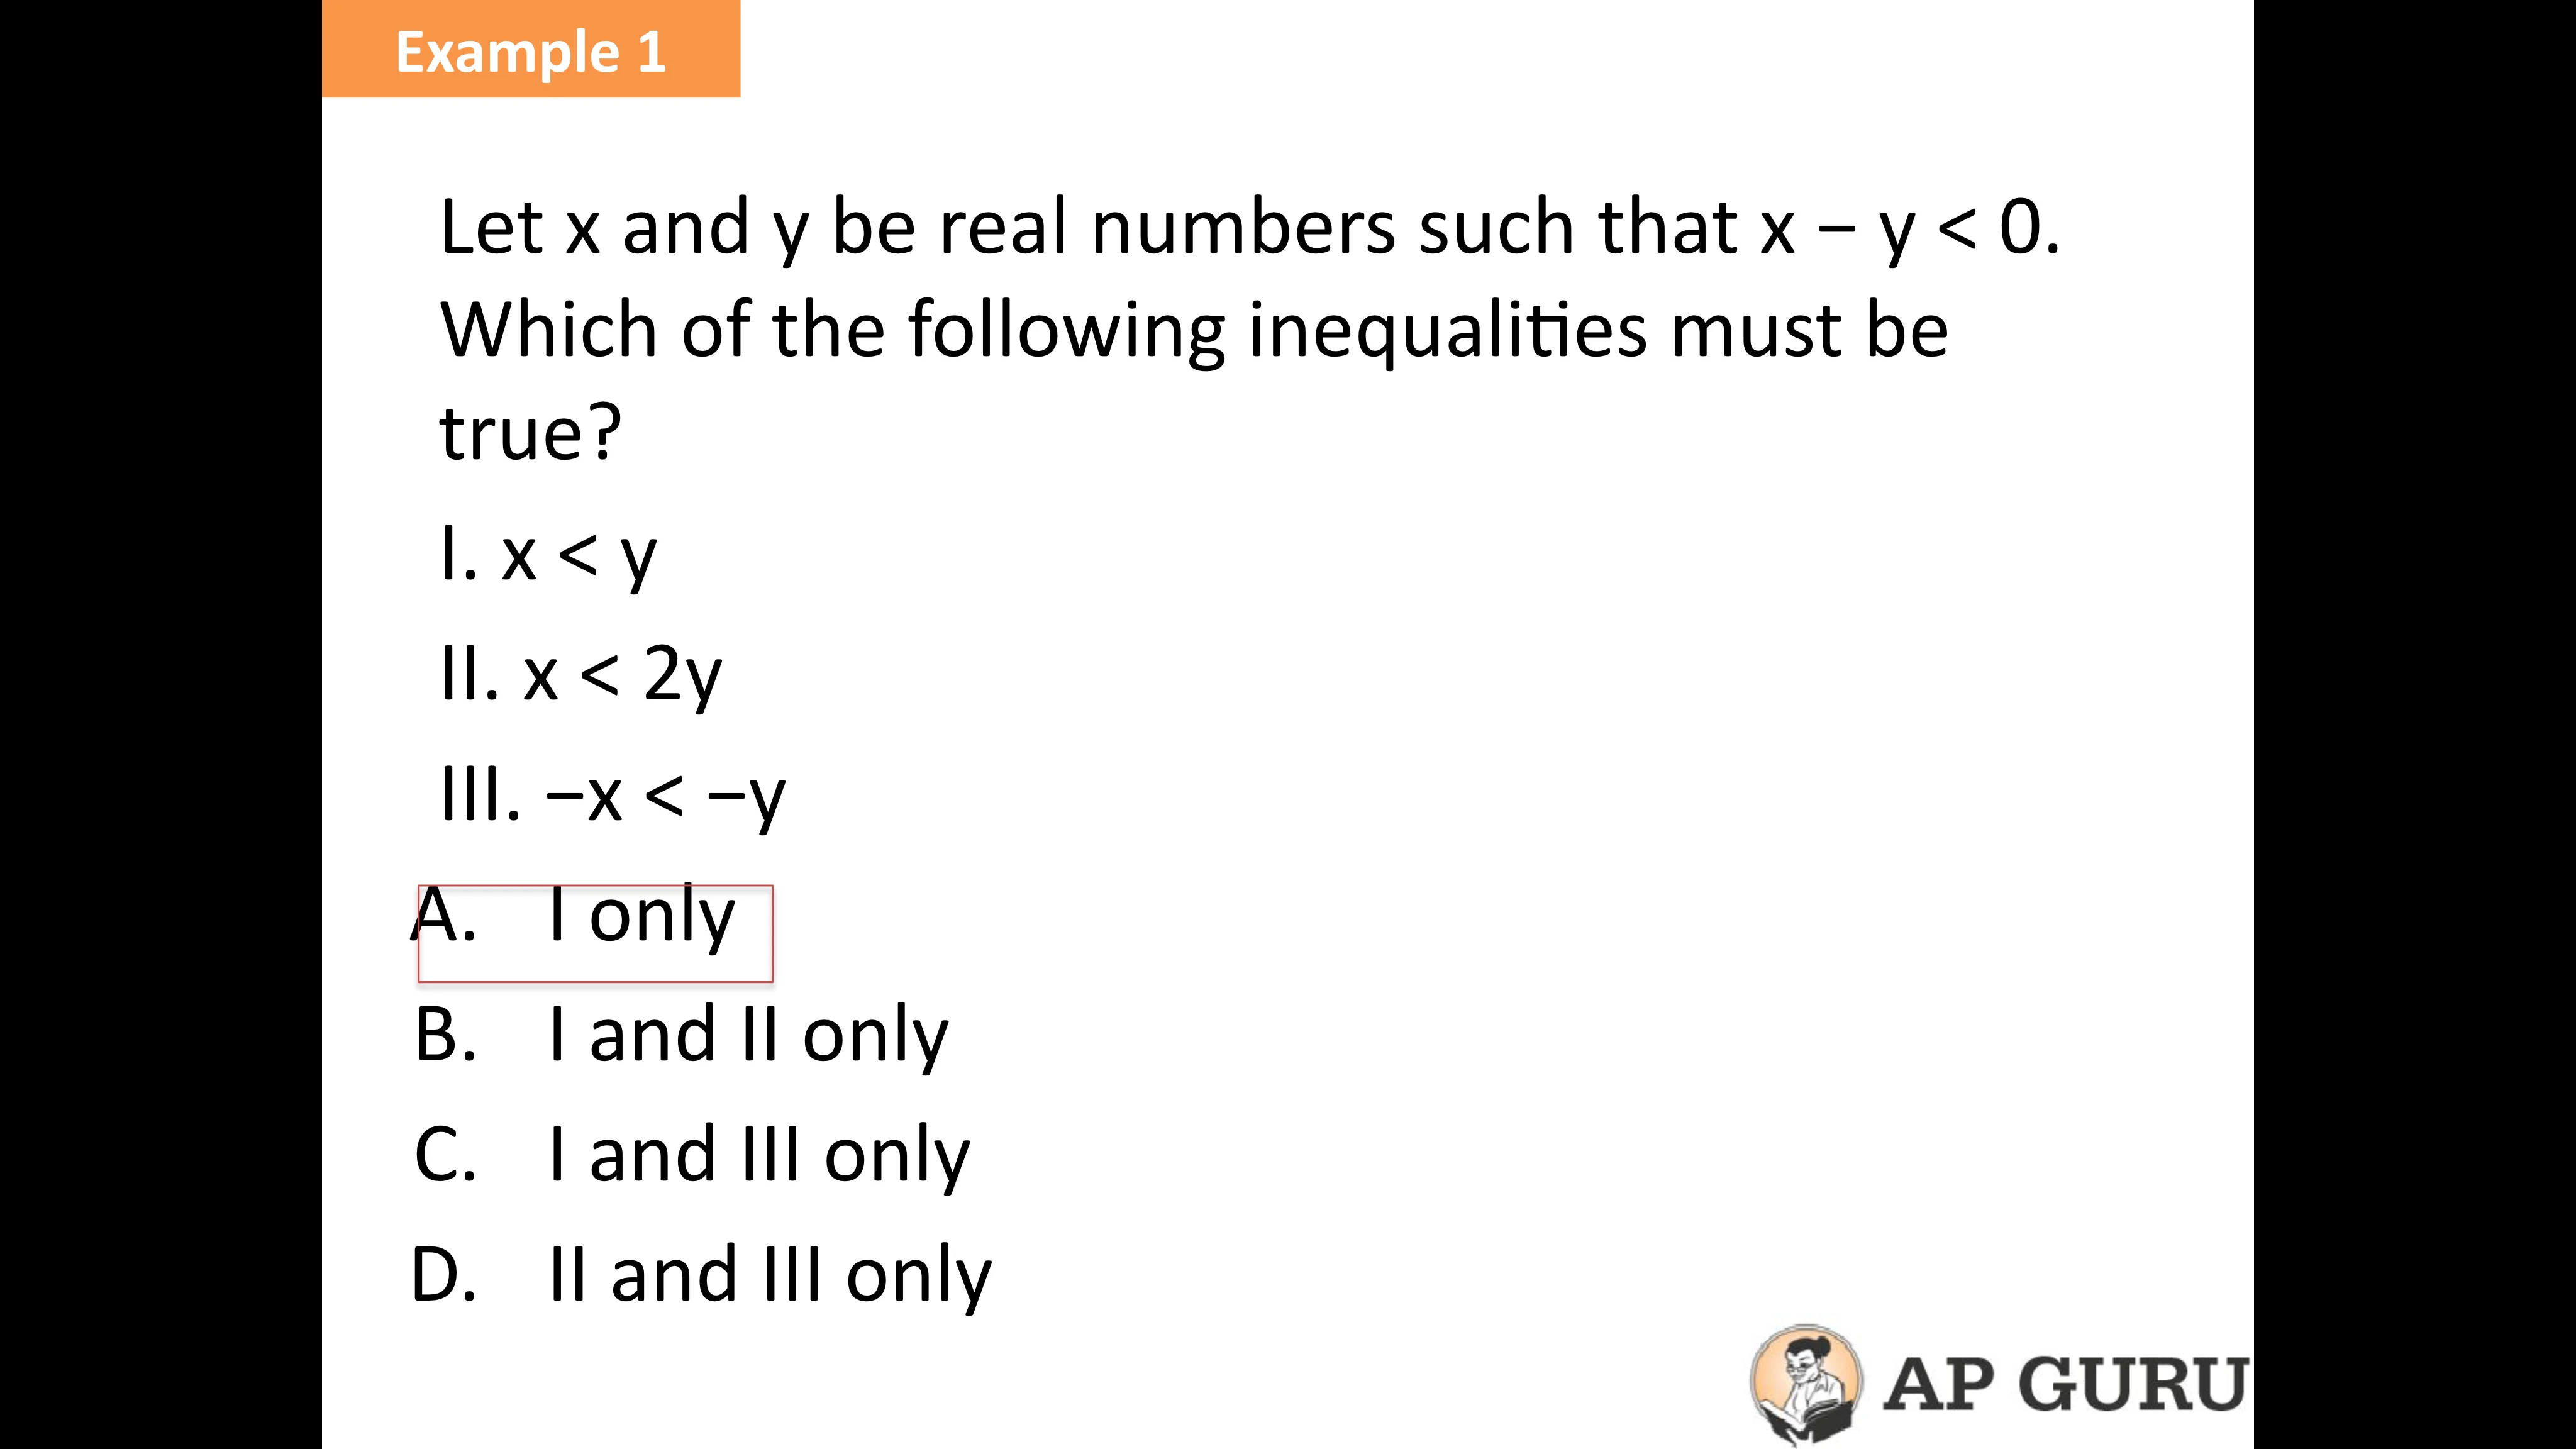 Example 1
Let x and y be real numbers such that x − y < 0.
Which of the following inequalities must be
true?
I. x < y
II. x < 2y
III. −x < −y
A. I only
B. I and II only
C. I and III only
D. II and III only
AP GURU